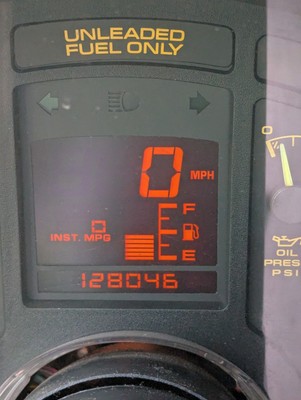 UNLEADED
FUEL ONLY
0 MPH
F
0
INST. MPG
E
128046
0
OIL
PRES
PSI